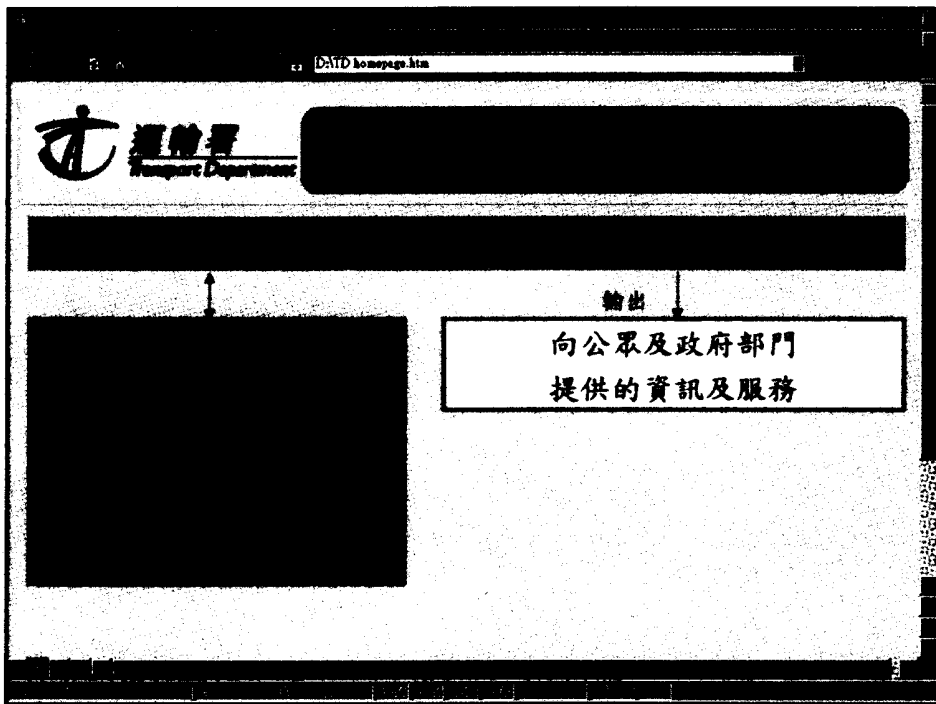 D:\TD homepage.htm
運輸署
Transport Department
輸出
向公眾及政府部門
提供的資訊及服務